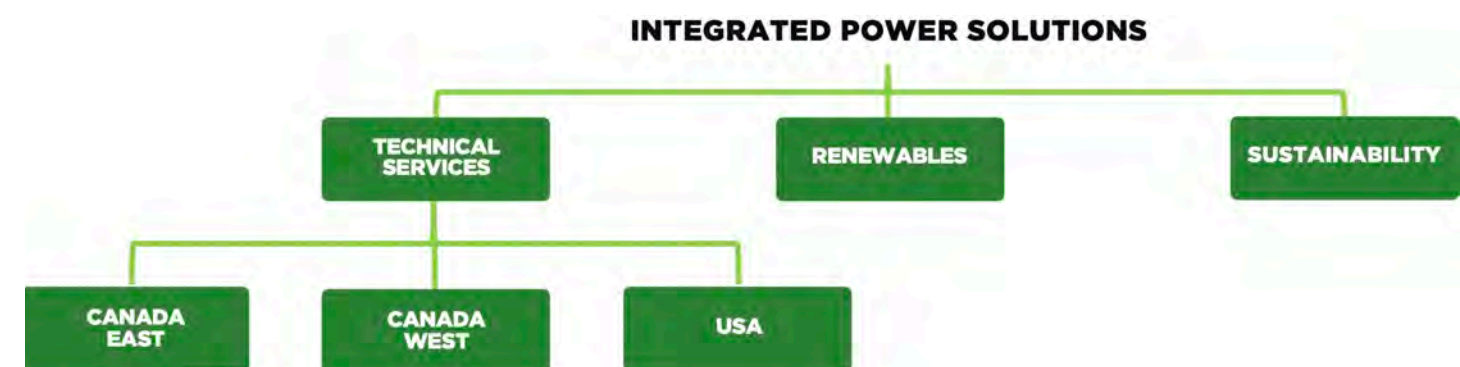 INTEGRATED POWER SOLUTIONS
TECHNICAL
SERVICES
RENEWABLES
SUSTAINABILITY
CANADA
EAST
CANADA
WEST
USA